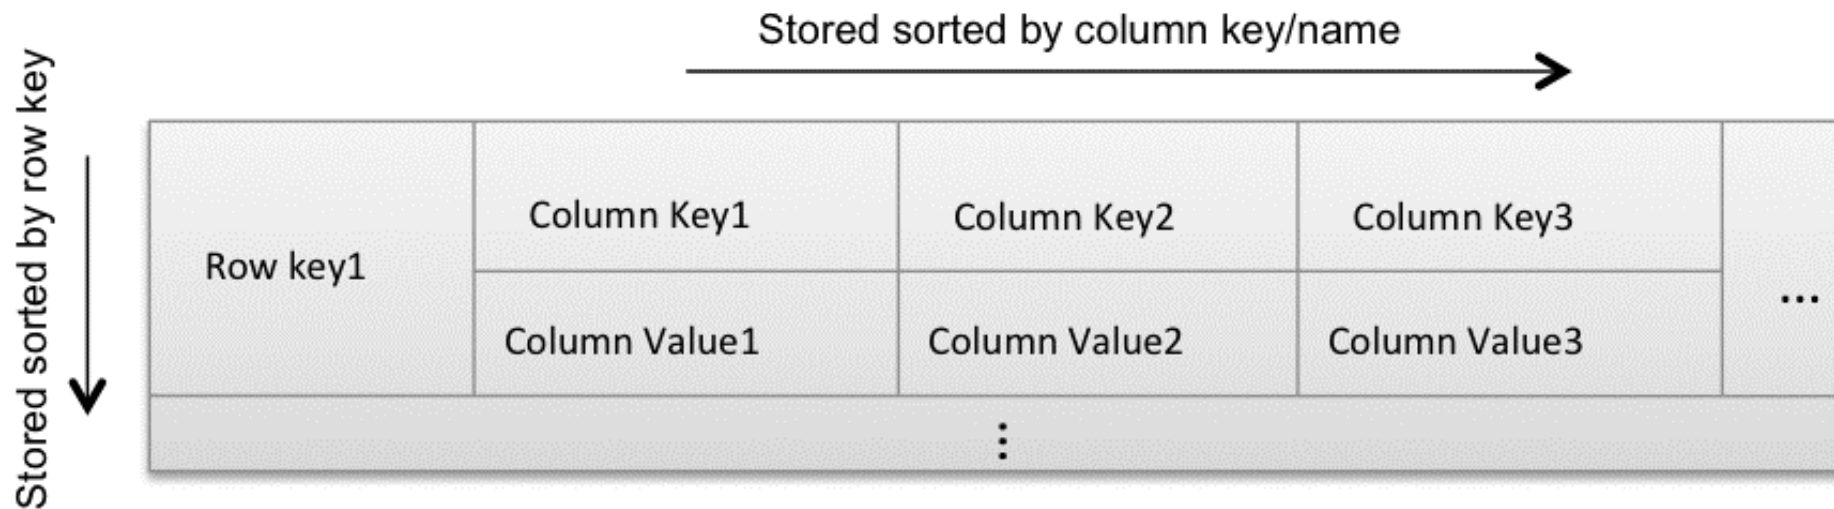 Stored sorted by column key/name
Stored sorted by row key
Row key1
Column Key1
Column Key2
Column Key3
Column Value1
Column Value2
Column Value3
...
⋮